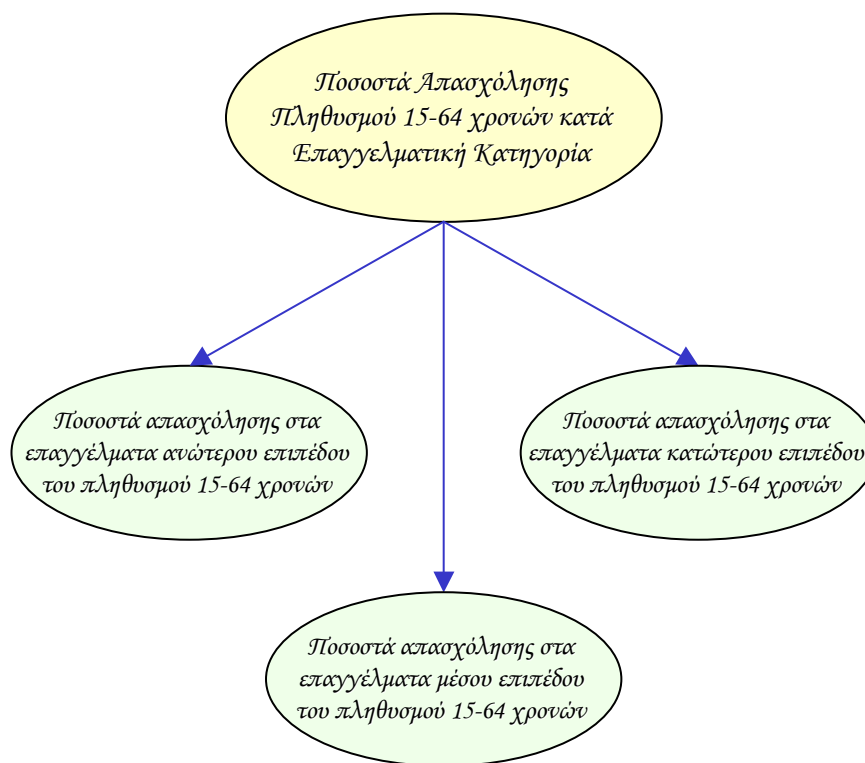 Ποσοστά Απασχόλησης
Πληθυσμού 15-64 χρονών κατά
Επαγγελματική Κατηγορία
Ποσοστά απασχόλησης στα
επαγγέλματα ανώτερου επιπέδου
του πληθυσμού 15-64 χρονών
Ποσοστά απασχόλησης στα
επαγγέλματα κατώτερου επιπέδου
του πληθυσμού 15-64 χρονών
Ποσοστά απασχόλησης στα
επαγγέλματα μέσου επιπέδου
του πληθυσμού 15-64 χρονών